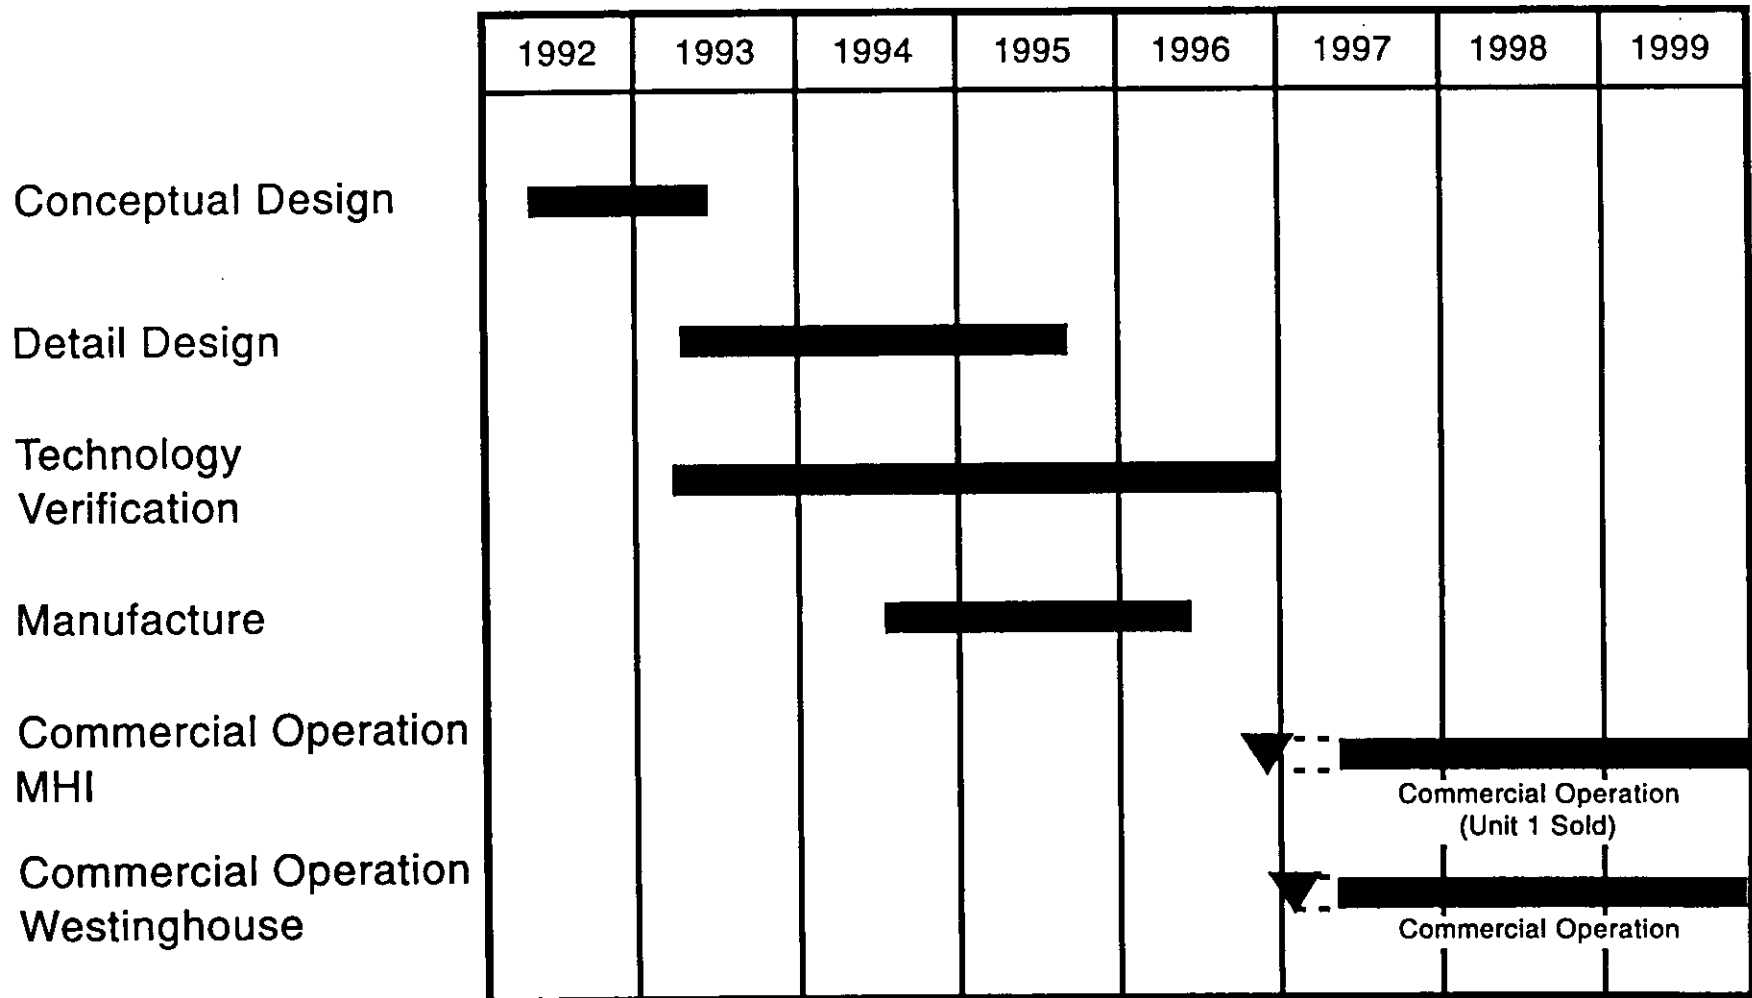 1992 1993 1994 1995 1996 1997 1998 1999
Conceptual Design
Detail Design
Technology
Verification
Manufacture
Commercial Operation
MHI
Commercial Operation
(Unit 1 Sold)
Commercial Operation
Westinghouse
Commercial Operation